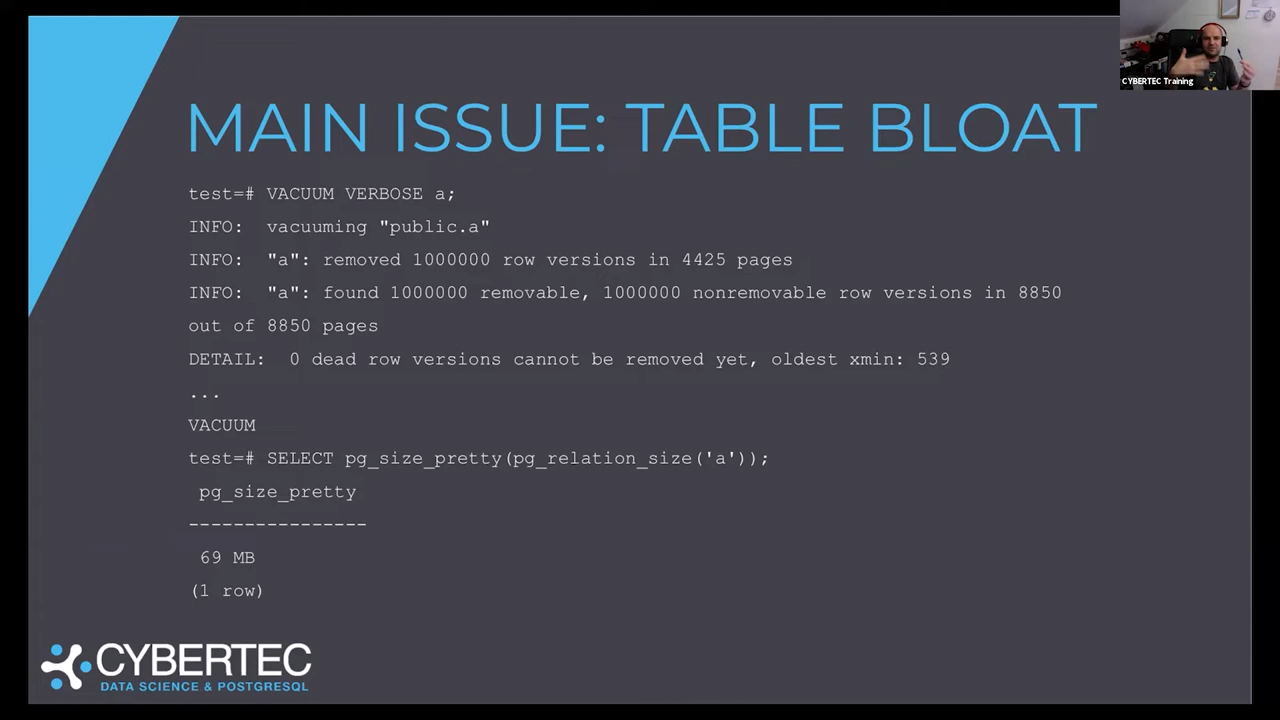 CYBERTEC Training
MAIN ISSUE: TABLE BLOAT
test=# VACUUM VERBOSE a;
INFO:  vacuuming "public.a"
INFO:  "a": removed 1000000 row versions in 4425 pages
INFO:  "a": found 1000000 removable, 1000000 nonremovable row versions in 8850
out of 8850 pages
DETAIL:  0 dead row versions cannot be removed yet, oldest xmin: 539
...
VACUUM
test=# SELECT pg_size_pretty(pg_relation_size('a'));
 pg_size_pretty
----------------
 69 MB
(1 row)
CYBERTEC
DATA SCIENCE & POSTGRESQL